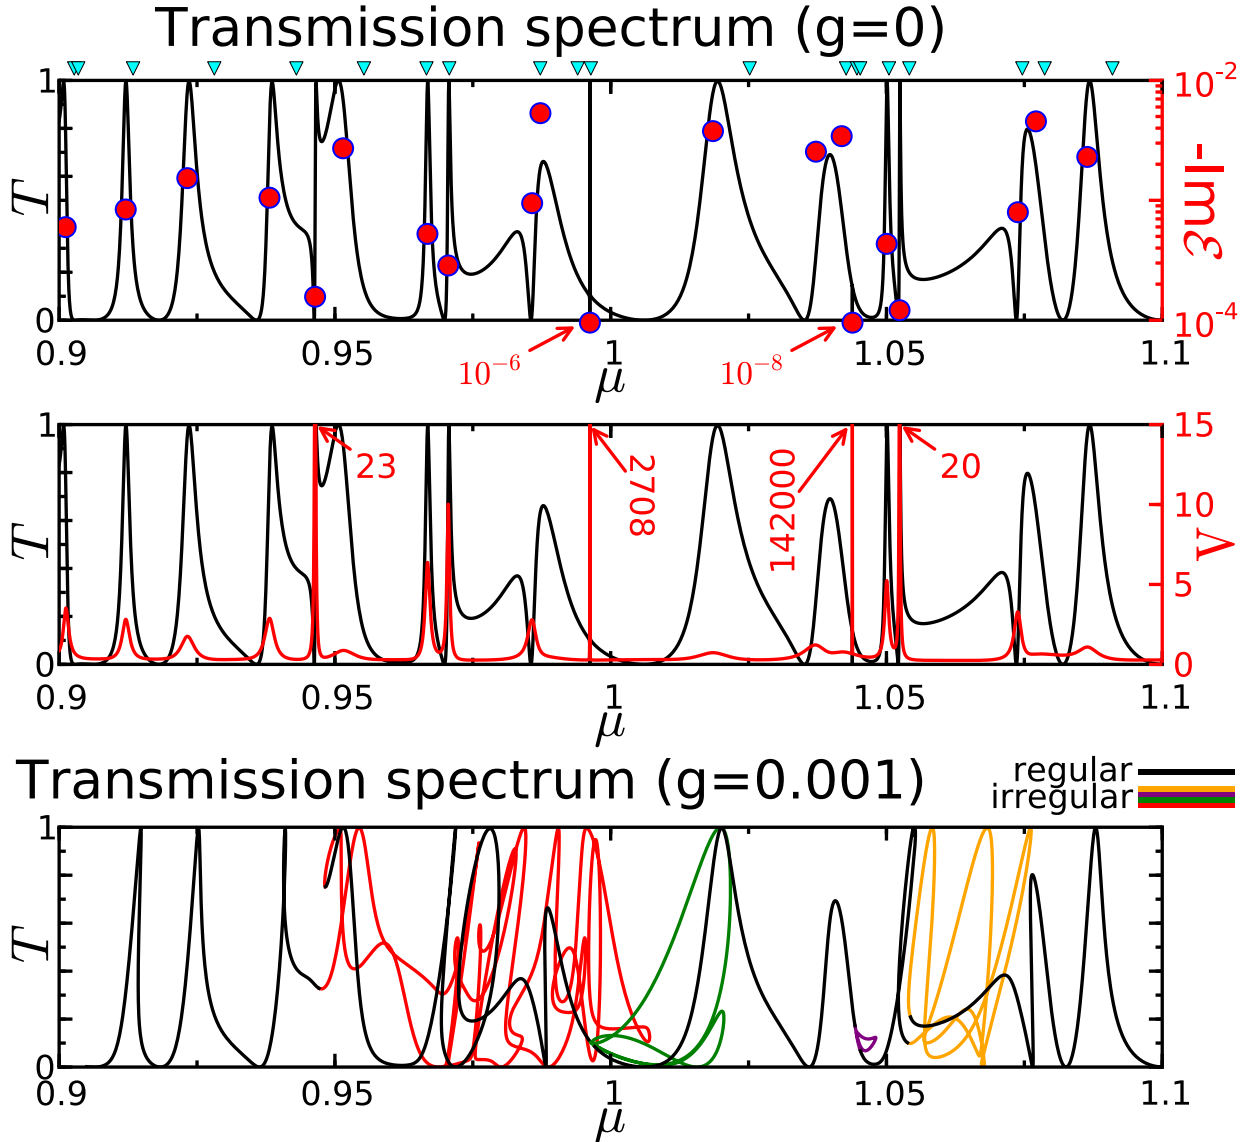 Transmission spectrum (g=0)
1
T
0
10⁻²
10⁻³
10⁻⁴
-Imℰ
0.9
0.95
1
1.05
1.1
10⁻⁶
10⁻⁸
μ
1
T
0
23
2708
142000
20
15
10
5
0
Λ
0.9
0.95
1
1.05
1.1
μ
Transmission spectrum (g=0.001)
regular
irregular
1
T
0
0.9
0.95
1
1.05
1.1
μ